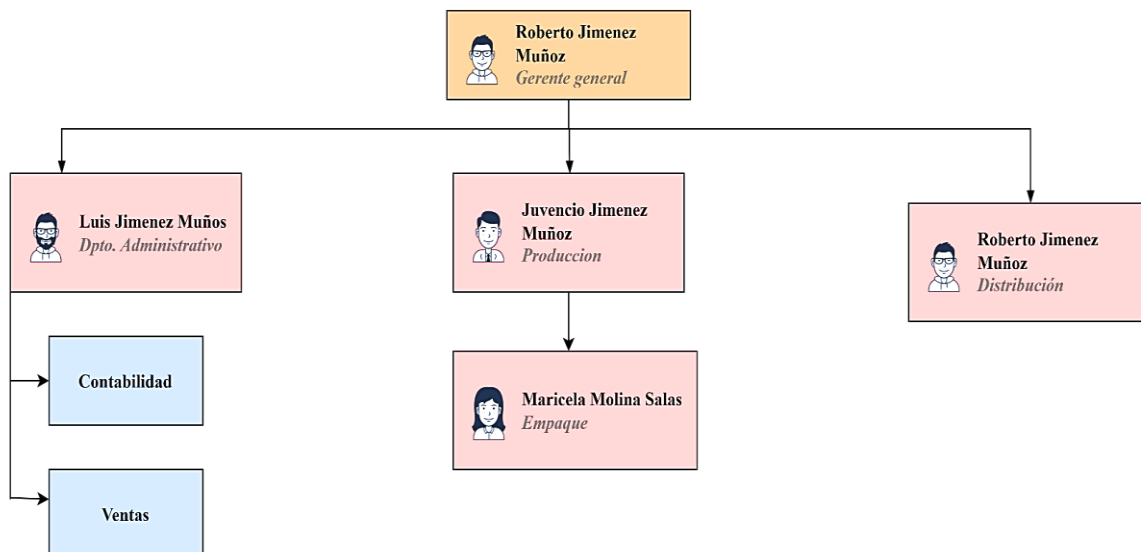 Roberto Jimenez
Muñoz
Gerente general
Luis Jimenez Muños
Dpto. Administrativo
Juvencio Jimenez
Muñoz
Produccion
Roberto Jimenez
Muñoz
Distribución
Contabilidad
Maricela Molina Salas
Empaque
Ventas